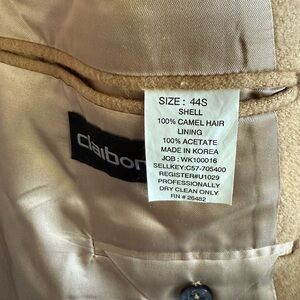 SIZE: 44S
SHELL
100% CAMEL HAIR
LINING
100% ACETATE
MADE IN KOREA
JOB : WK100016
SELLKEY:C57-705400
REGISTER#U1029
PROFESSIONALLY
DRY CLEAN ONLY
RN # 26482
claibor